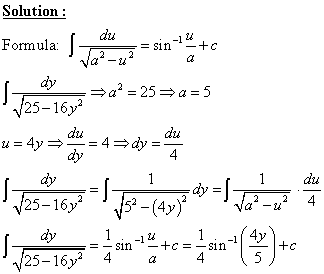 Solution :
Formula: ∫ du/√(a² − u²) = sin⁻¹ u/a + c
∫ dy/√(25 − 16y²) ⇒ a² = 25 ⇒ a = 5
u = 4y ⇒ du/dy = 4 ⇒ dy = du/4
∫ dy/√(25 − 16y²) = ∫ 1/√(5² − (4y)²) dy = ∫ 1/√(a² − u²) · du/4
∫ dy/√(25 − 16y²) = 1/4 sin⁻¹ u/a + c = 1/4 sin⁻¹(4y/5) + c